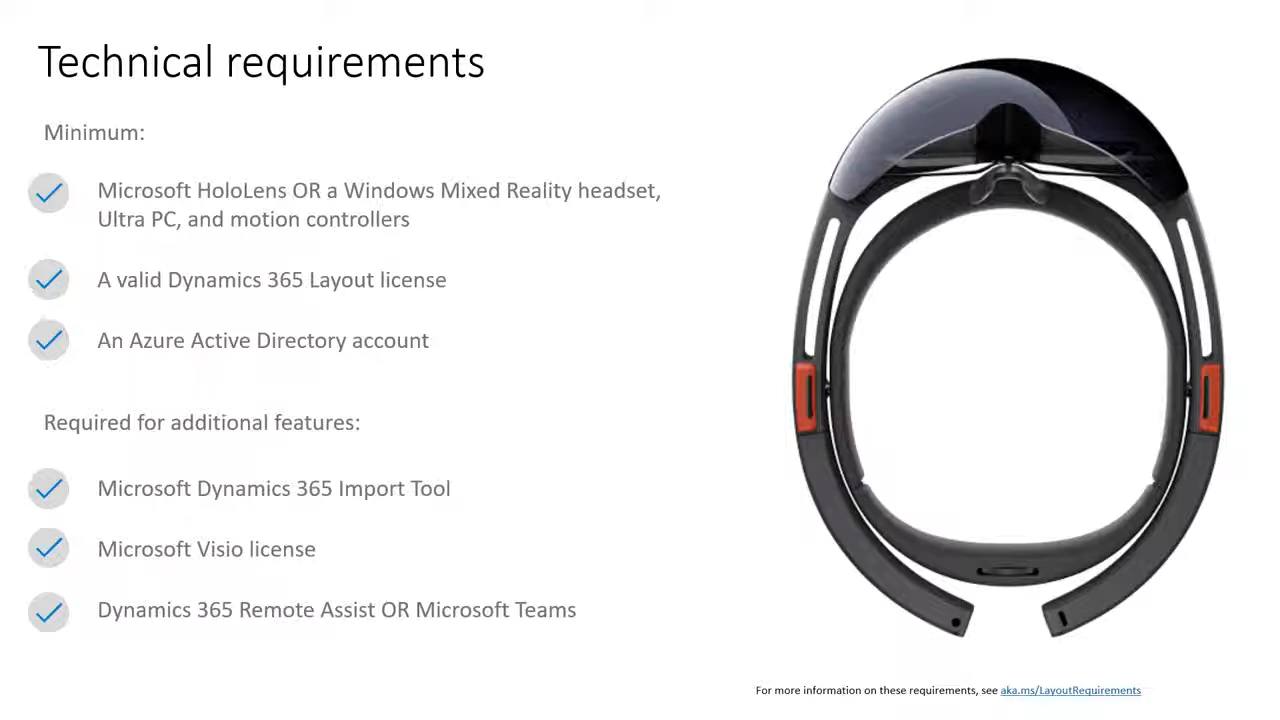 Technical requirements
Minimum:
Microsoft HoloLens OR a Windows Mixed Reality headset,
Ultra PC, and motion controllers
A valid Dynamics 365 Layout license
An Azure Active Directory account
Required for additional features:
Microsoft Dynamics 365 Import Tool
Microsoft Visio license
Dynamics 365 Remote Assist OR Microsoft Teams
For more information on these requirements, see aka.ms/LayoutRequirements